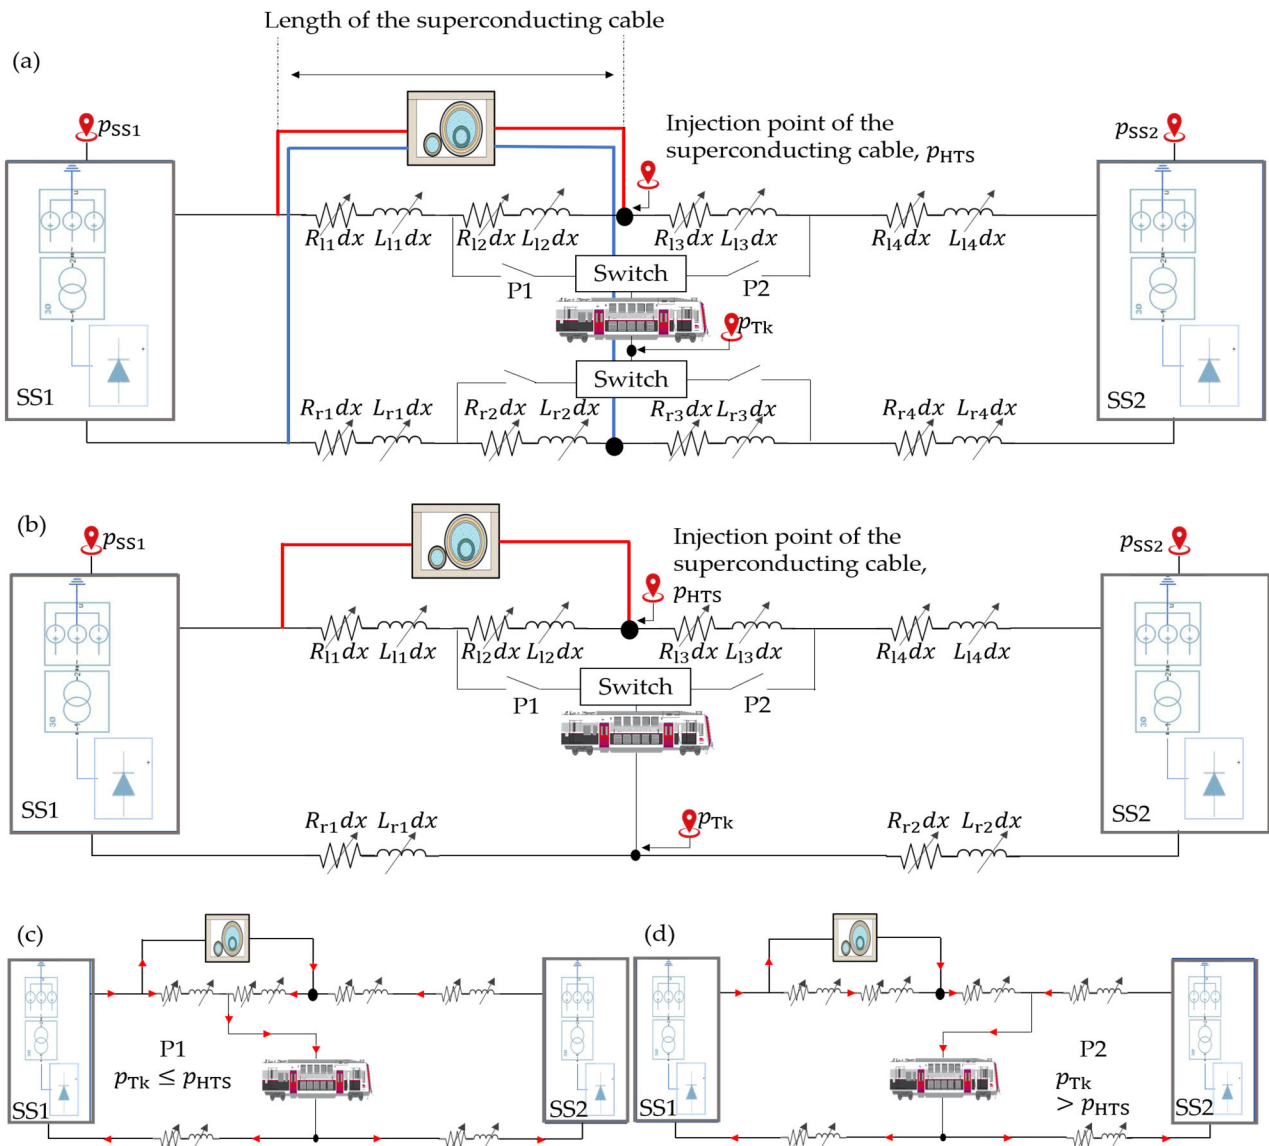 Length of the superconducting cable
(a)
pSS1
Injection point of the
superconducting cable, pHTS
pSS2
Rl1dx Ll1dx Rl2dx Ll2dx Rl3dx Ll3dx Rl4dx Ll4dx
Switch
P1 P2
pTk
Switch
SS1 SS2
Rr1dx Lr1dx Rr2dx Lr2dx Rr3dx Lr3dx Rr4dx Lr4dx
(b)
pSS1
Injection point of the
superconducting cable,
pHTS
pSS2
Rl1dx Ll1dx Rl2dx Ll2dx Rl3dx Ll3dx Rl4dx Ll4dx
Switch
P1 P2
SS1 SS2
Rr1dx Lr1dx pTk Rr2dx Lr2dx
(c)
P1
pTk ≤ pHTS
SS1 SS2
(d)
P2
pTk
> pHTS
SS1 SS2